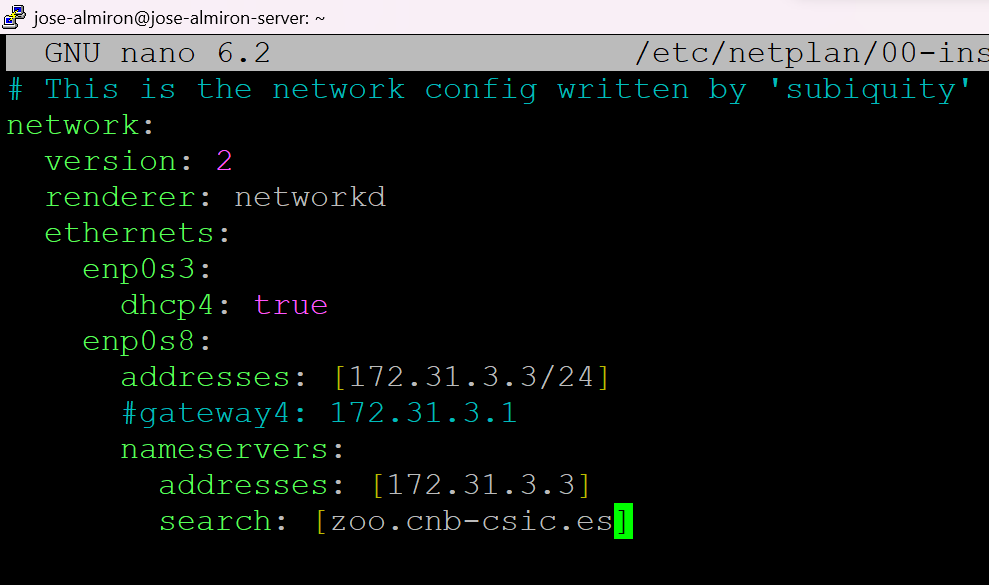 jose-almiron@jose-almiron-server: ~
GNU nano 6.2 /etc/netplan/00-ins
# This is the network config written by 'subiquity'
network:
  version: 2
  renderer: networkd
  ethernets:
    enp0s3:
      dhcp4: true
    enp0s8:
      addresses: [172.31.3.3/24]
      #gateway4: 172.31.3.1
      nameservers:
        addresses: [172.31.3.3]
        search: [zoo.cnb-csic.es]